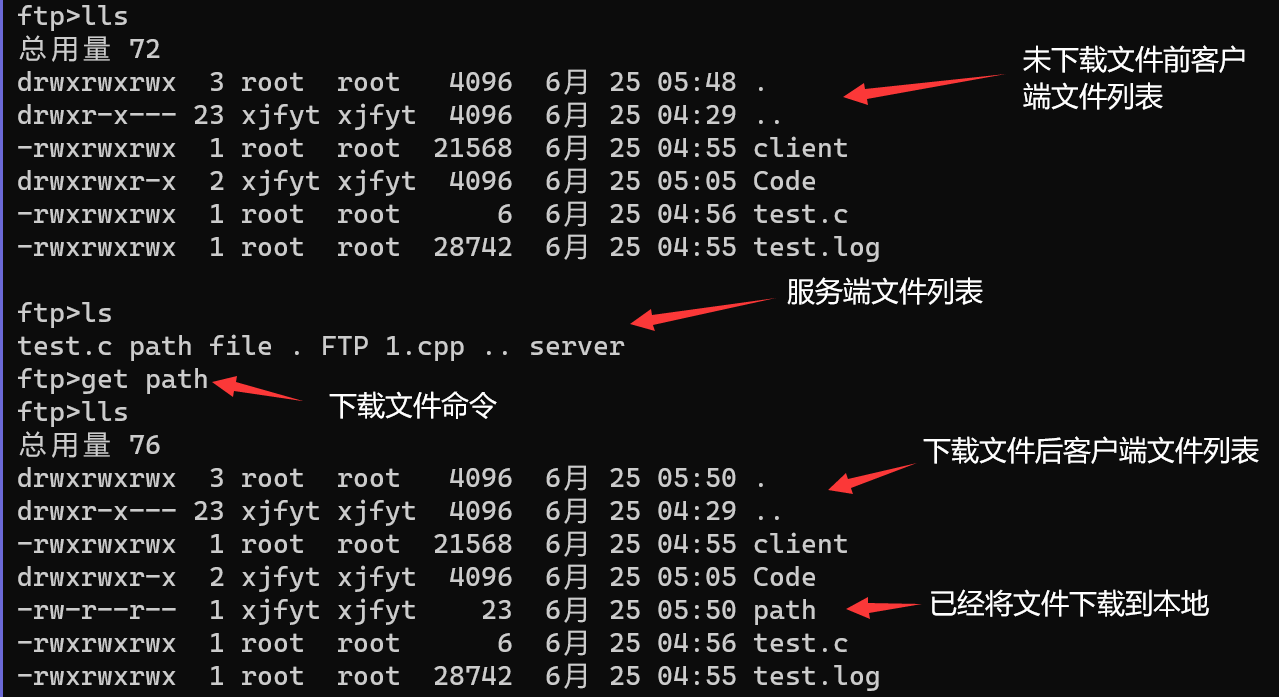 ftp>lls
总用量 72
drwxrwxrwx  3 root  root   4096  6月 25 05:48 .
未下载文件前客户
端文件列表
drwxr-x--- 23 xjfyt xjfyt  4096  6月 25 04:29 ..
-rwxrwxrwx  1 root  root  21568  6月 25 04:55 client
drwxrwxr-x  2 xjfyt xjfyt  4096  6月 25 05:05 Code
-rwxrwxrwx  1 root  root      6  6月 25 04:56 test.c
-rwxrwxrwx  1 root  root  28742  6月 25 04:55 test.log
服务端文件列表
ftp>ls
test.c path file . FTP 1.cpp .. server
ftp>get path
下载文件命令
ftp>lls
总用量 76
下载文件后客户端文件列表
drwxrwxrwx  3 root  root   4096  6月 25 05:50 .
drwxr-x--- 23 xjfyt xjfyt  4096  6月 25 04:29 ..
-rwxrwxrwx  1 root  root  21568  6月 25 04:55 client
drwxrwxr-x  2 xjfyt xjfyt  4096  6月 25 05:05 Code
-rw-r--r--  1 xjfyt xjfyt    23  6月 25 05:50 path
已经将文件下载到本地
-rwxrwxrwx  1 root  root      6  6月 25 04:56 test.c
-rwxrwxrwx  1 root  root  28742  6月 25 04:55 test.log